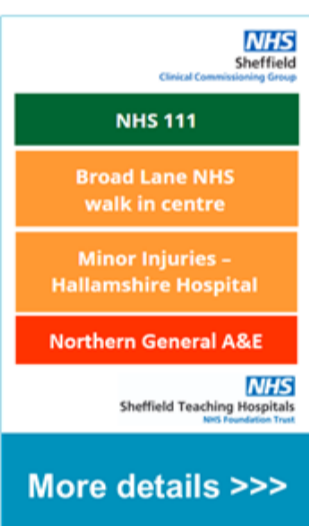 NHS
Sheffield
Clinical Commissioning Group
NHS 111
Broad Lane NHS
walk in centre
Minor Injuries –
Hallamshire Hospital
Northern General A&E
NHS
Sheffield Teaching Hospitals
NHS Foundation Trust
More details >>>